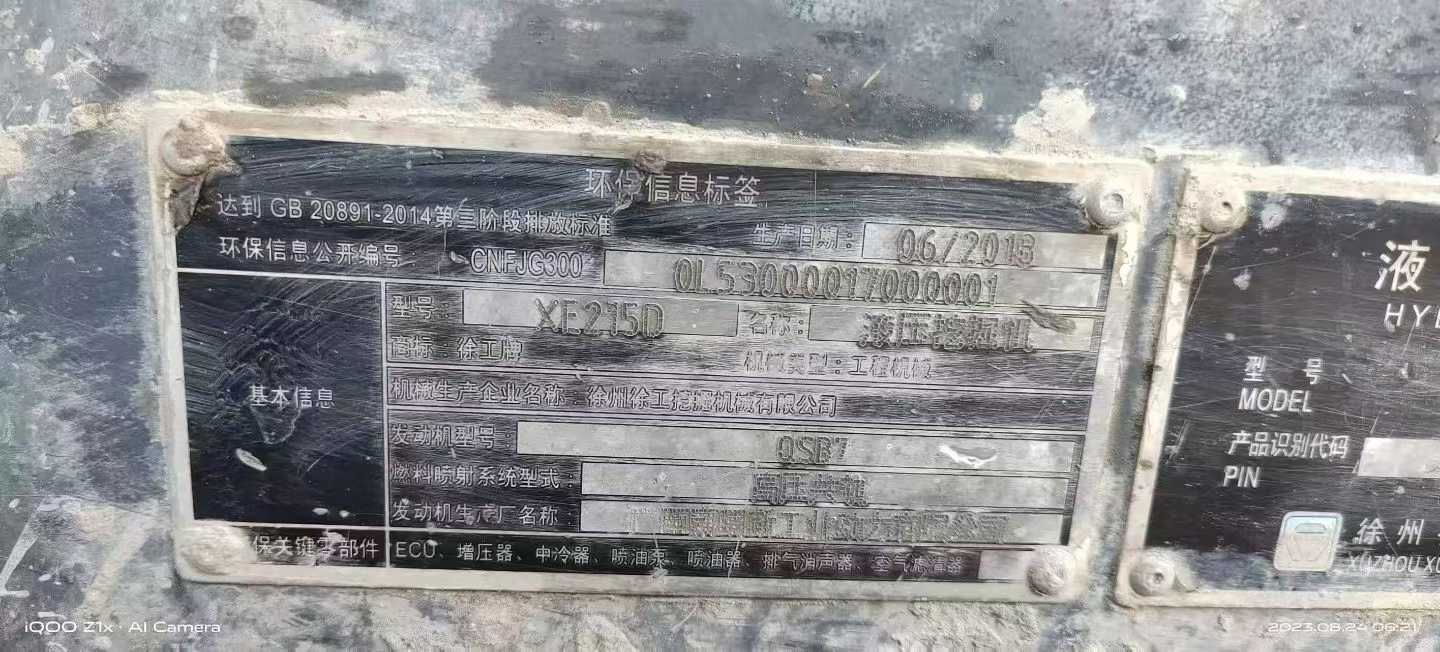 环保信息标签
达到 GB 20891-2014第三阶段排放标准
生产日期: 06/2018
环保信息公开编号 CNFJG300 0L53000017000001
基本信息
型号: XE215D 名称: 液压挖掘机
商标: 徐工牌 机械类型: 工程机械
机械生产企业名称: 徐州徐工挖掘机械有限公司
发动机型号: QSB7
燃料喷射系统型式: 高压共轨
发动机生产厂名称 有限公司
保关键零部件 ECU、增压器、中冷器、喷油泵、喷油器、排气消声器、空气滤清器
液
HY
型 号
MODEL
产品识别代码
PIN
徐 州
XUZHOU XU
iQOO Z1x · AI Camera
2023.08.24 06:21